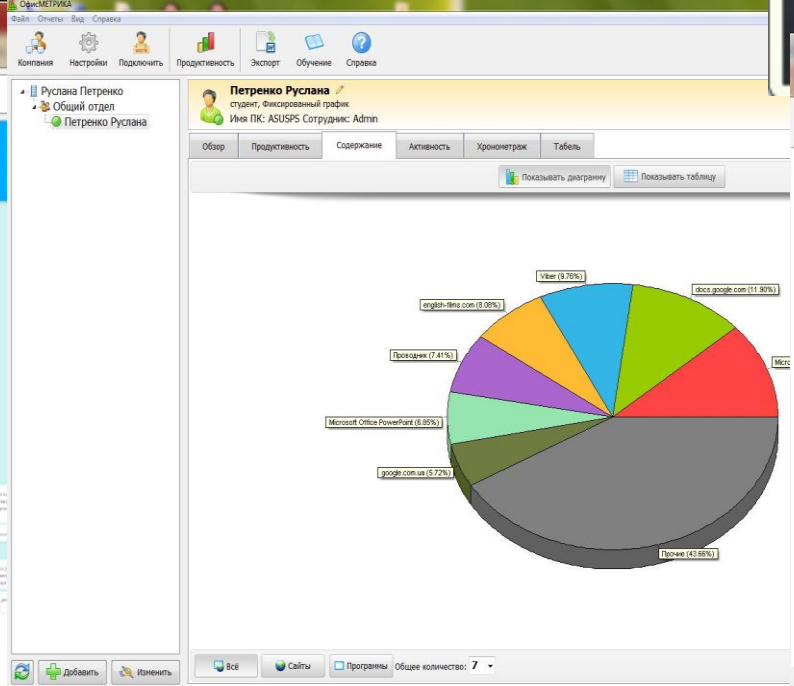 ОфисМЕТРИКА
Файл Отчеты Вид Справка
Компания Настройки Подключить Продуктивность Экспорт Обучение Справка
Руслана Петренко
Общий отдел
Петренко Руслана
Петренко Руслана
студент, Фиксированный график
Имя ПК: ASUSPS Сотрудник: Admin
Обзор Продуктивность Содержание Активность Хронометраж Табель
Показывать диаграмму Показывать таблицу
Viber (9.76%)
docs.google.com (11.90%)
english-films.com (8.08%)
Проводник (7.41%)
Micro
Microsoft Office PowerPoint (6.85%)
google.com.ua (5.72%)
Прочие (43.66%)
Всё Сайты Программы Общее количество: 7
Добавить Изменить